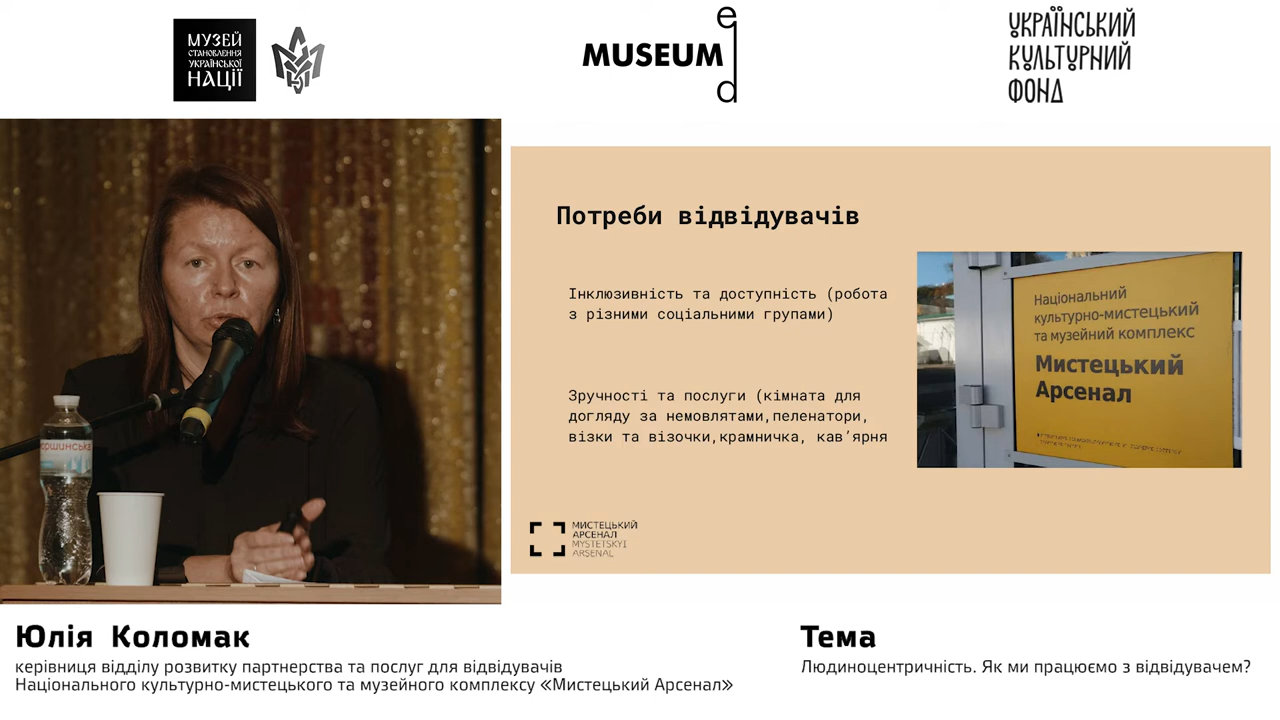 МУЗЕЙ
СТАНОВЛЕННЯ
УКРАЇНСЬКОЇ
НАЦІЇ
MUSEUM
ed
УКРАЇНСЬКИЙ
КУЛЬТУРНИЙ
ФОНД
Потреби відвідувачів
Інклюзивність та доступність (робота
з різними соціальними групами)
Зручності та послуги (кімната для
догляду за немовлятами,пеленатори,
візки та візочки,крамничка, кав’ярня
Національний
культурно-мистецький
та музейний комплекс
Мистецький
Арсенал
МИСТЕЦЬКИЙ
АРСЕНАЛ
MYSTETSKYI
ARSENAL
Юлія Коломак
керівниця відділу розвитку партнерства та послуг для відвідувачів
Національного культурно-мистецького та музейного комплексу «Мистецький Арсенал»
Тема
Людиноцентричність. Як ми працюємо з відвідувачем?